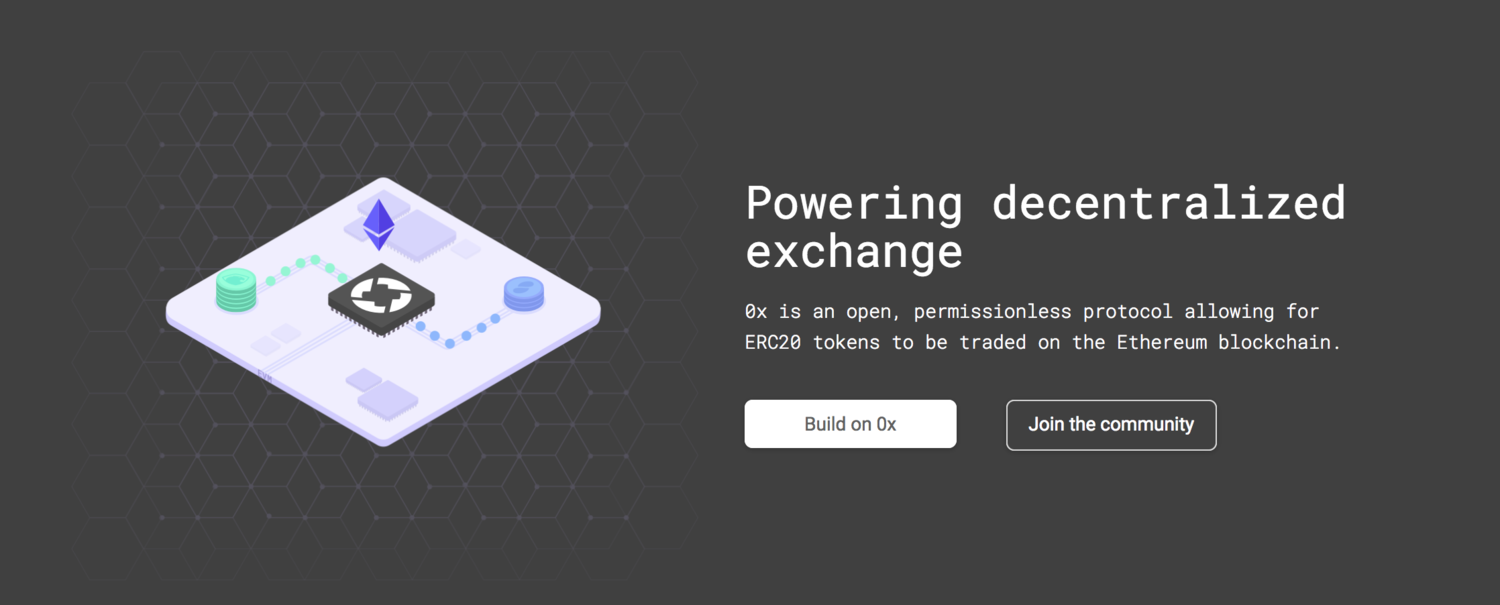 Powering decentralized
exchange
0x is an open, permissionless protocol allowing for
ERC20 tokens to be traded on the Ethereum blockchain.
Build on 0x
Join the community
EVM